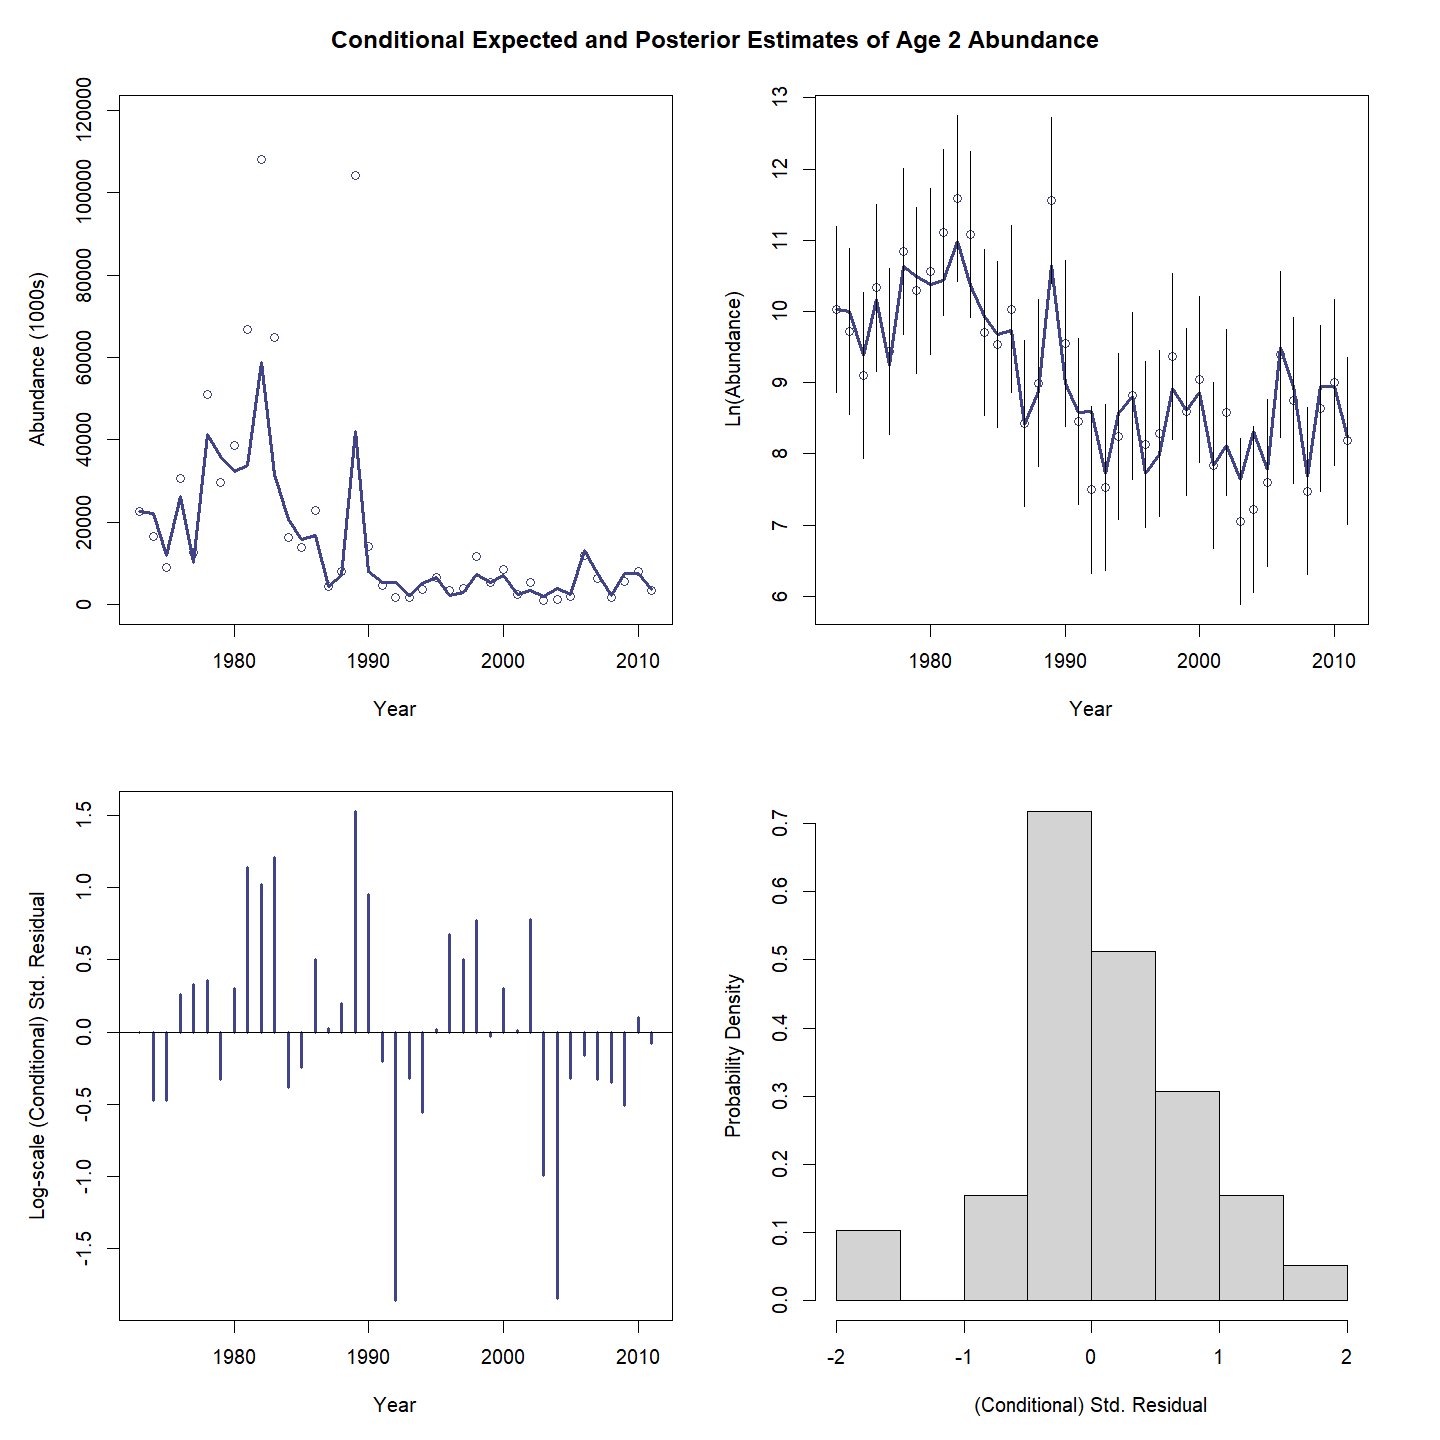 Conditional Expected and Posterior Estimates of Age 2 Abundance
Abundance (1000s)
120000
100000
80000
60000
40000
20000
0
1980 1990 2000 2010
Year
Ln(Abundance)
13
12
11
10
9
8
7
6
1980 1990 2000 2010
Year
Log-scale (Conditional) Std. Residual
1.5
1.0
0.5
0.0
-0.5
-1.0
-1.5
1980 1990 2000 2010
Year
Probability Density
0.7
0.6
0.5
0.4
0.3
0.2
0.1
0.0
-2 -1 0 1 2
(Conditional) Std. Residual